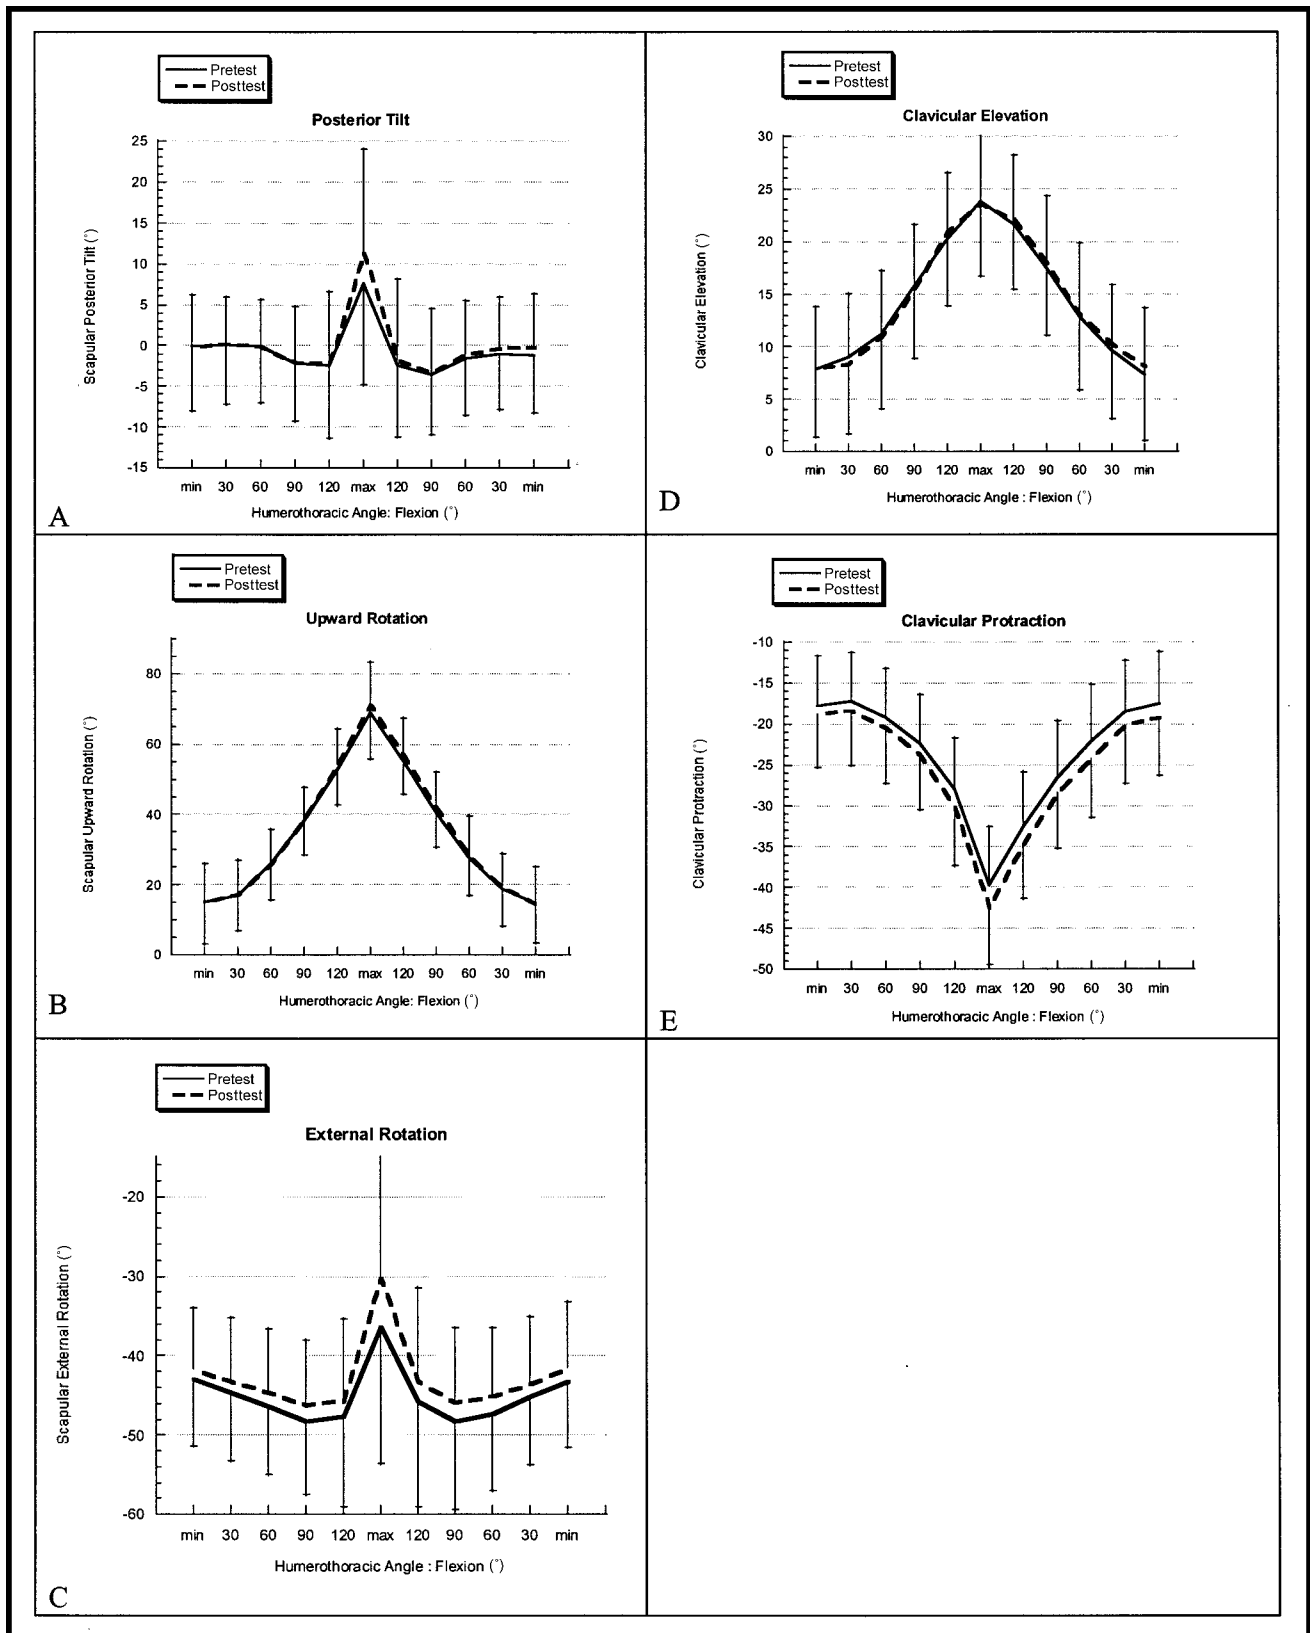 Pretest
Posttest
Posterior Tilt
Scapular Posterior Tilt (°)
25
20
15
10
5
0
-5
-10
-15
min 30 60 90 120 max 120 90 60 30 min
Humerothoracic Angle: Flexion (°)
A
Pretest
Posttest
Clavicular Elevation
Clavicular Elevation (°)
30
25
20
15
10
5
0
min 30 60 90 120 max 120 90 60 30 min
Humerothoracic Angle : Flexion (°)
D
Pretest
Posttest
Upward Rotation
Scapular Upward Rotation (°)
80
60
40
20
0
min 30 60 90 120 max 120 90 60 30 min
Humerothoracic Angle: Flexion (°)
B
Pretest
Posttest
Clavicular Protraction
Clavicular Protraction (°)
-10
-15
-20
-25
-30
-35
-40
-45
-50
min 30 60 90 120 max 120 90 60 30 min
Humerothoracic Angle : Flexion (°)
E
Pretest
Posttest
External Rotation
Scapular External Rotation (°)
-20
-30
-40
-50
-60
min 30 60 90 120 max 120 90 60 30 min
Humerothoracic Angle : Flexion (°)
C